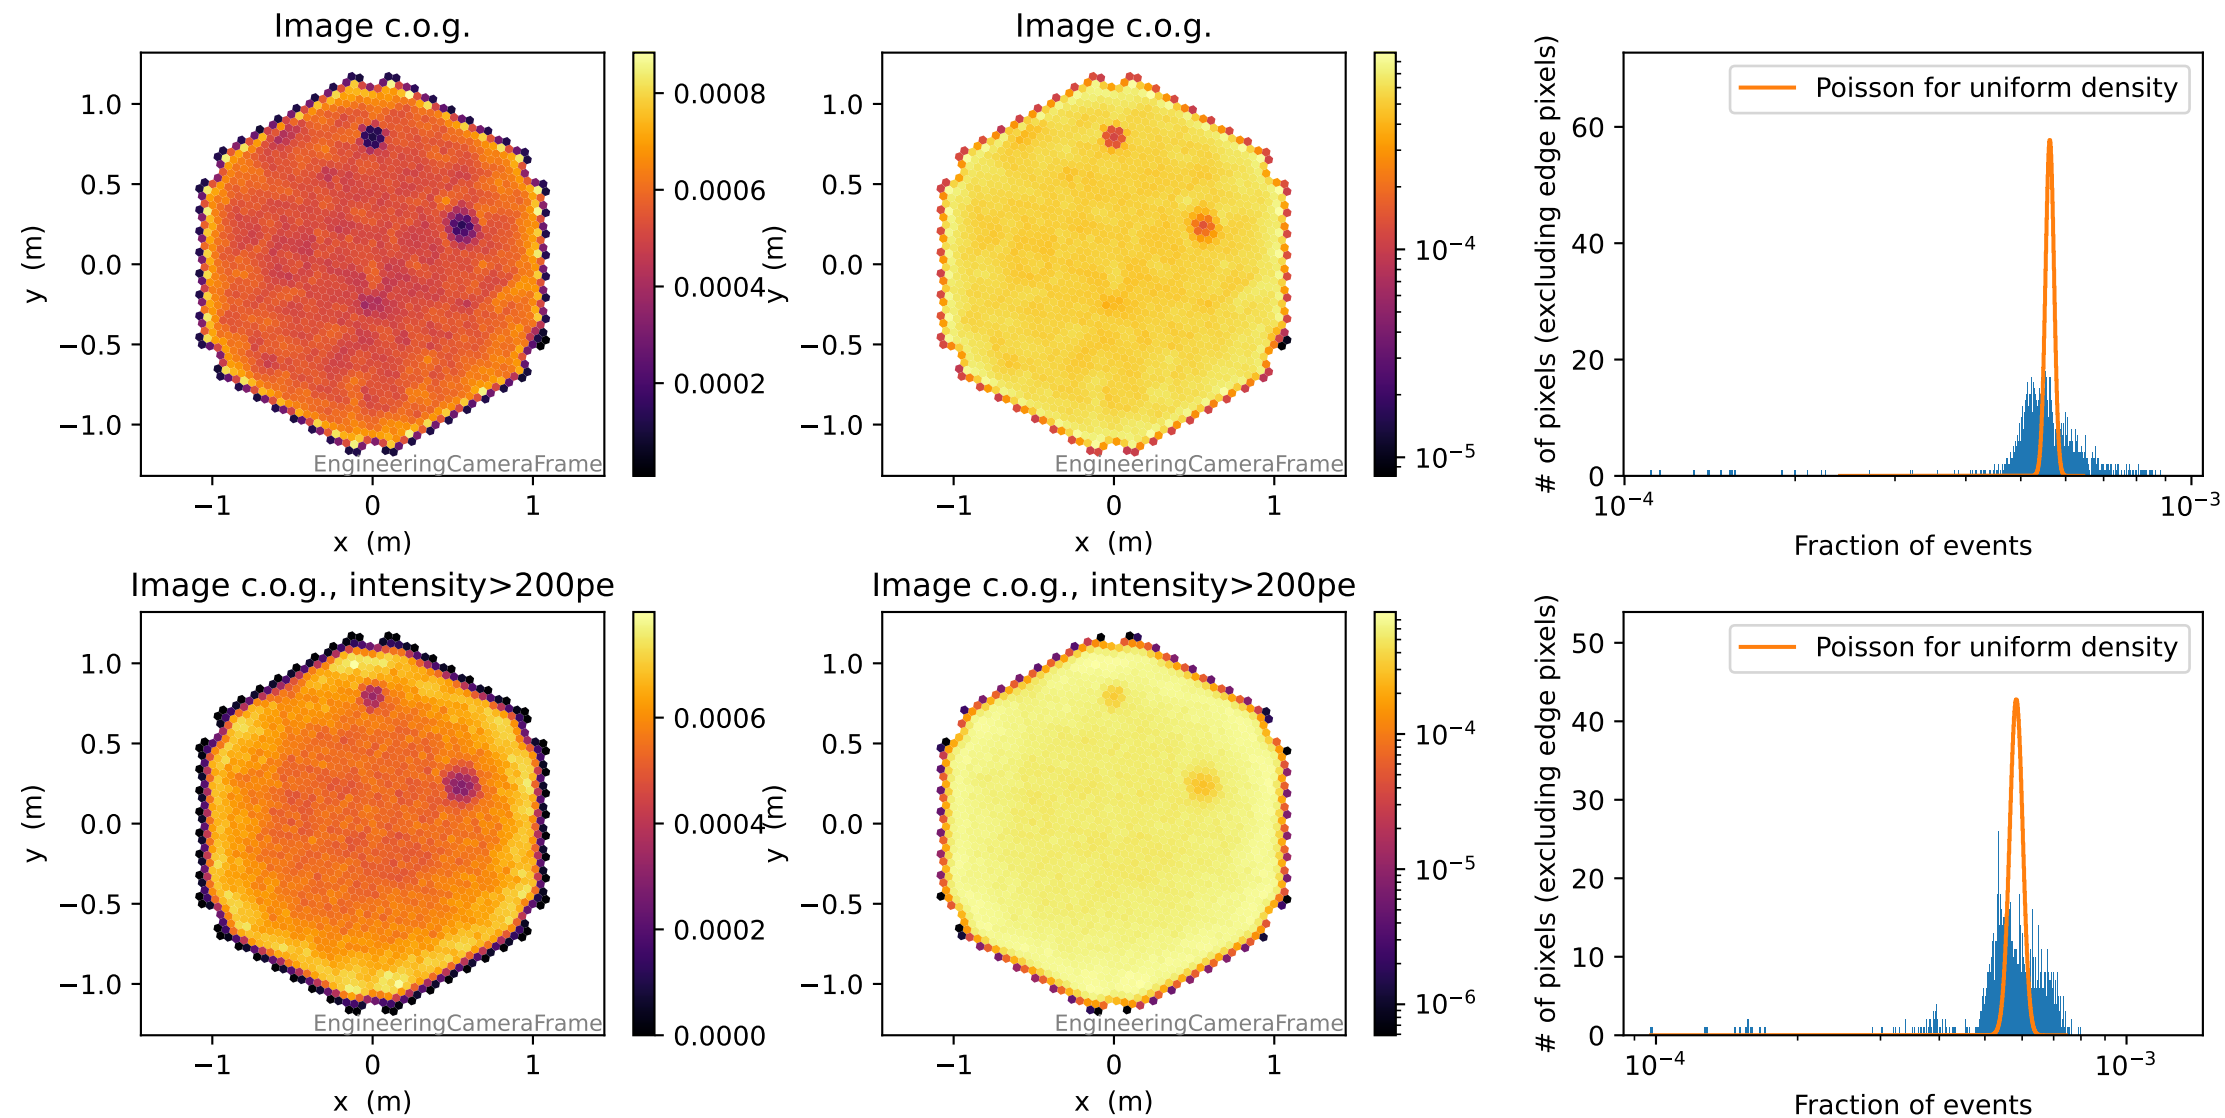 Image c.o.g.
1.0
0.5
0.0
−0.5
−1.0
y (m)
−1
0
1
x (m)
EngineeringCameraFrame
0.0008
0.0006
0.0004
0.0002
Image c.o.g.
1.0
0.5
0.0
−0.5
−1.0
y (m)
−1
0
1
x (m)
EngineeringCameraFrame
10−4
10−5
# of pixels (excluding edge pixels)
60
40
20
0
10−4
10−3
Fraction of events
Poisson for uniform density
Image c.o.g., intensity>200pe
1.0
0.5
0.0
−0.5
−1.0
y (m)
−1
0
1
x (m)
EngineeringCameraFrame
0.0006
0.0004
0.0002
0.0000
Image c.o.g., intensity>200pe
1.0
0.5
0.0
−0.5
−1.0
y (m)
−1
0
1
x (m)
EngineeringCameraFrame
10−4
10−5
10−6
# of pixels (excluding edge pixels)
50
40
30
20
10
0
10−4
10−3
Fraction of events
Poisson for uniform density